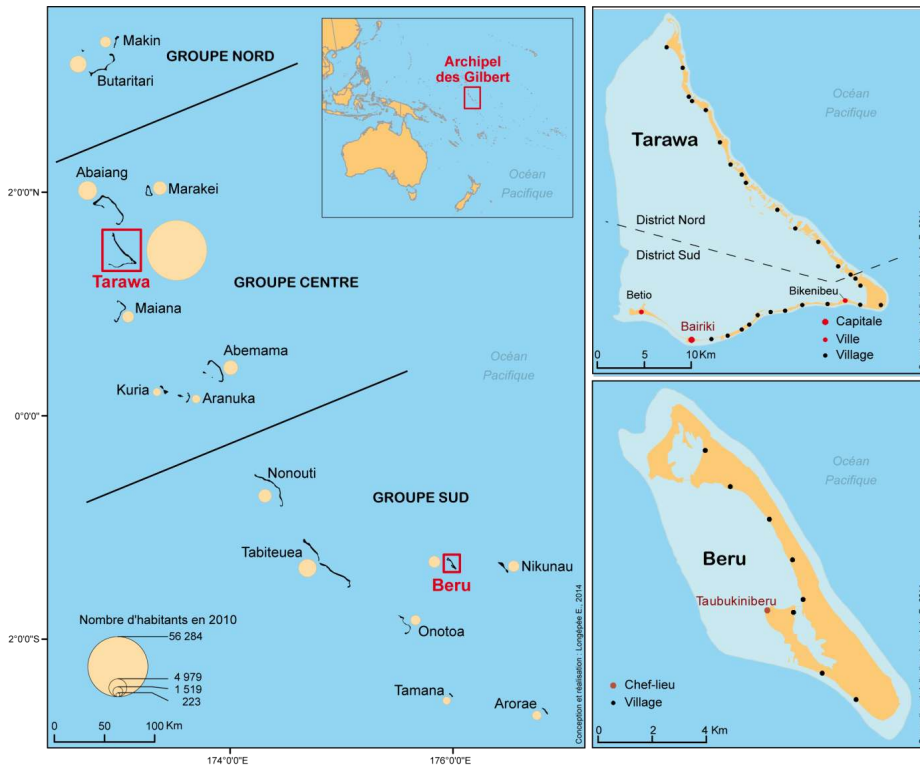 Makin
GROUPE NORD
Butaritari
Archipel
des Gilbert
Océan
Pacifique
Abaiang
Marakei
2°0'0"N
Tarawa
GROUPE CENTRE
Maiana
Abemama
Océan
Pacifique
Kuria
Aranuka
0°0'0"
Nonouti
GROUPE SUD
Tabiteuea
Beru
Nikunau
Onotoa
2°0'0"S
Tamana
Arorae
Nombre d'habitants en 2010
56 284
4 979
1 519
223
0 50 100 Km
174°0'0"E
176°0'0"E
Conception et réalisation : Longépée E., 2014
Océan
Pacifique
Tarawa
District Nord
District Sud
Bikenibeu
Betio
Bairiki
Capitale
Ville
Village
0 5 10 Km
Océan
Pacifique
Beru
Taubukiniberu
Chef-lieu
Village
0 2 4 Km